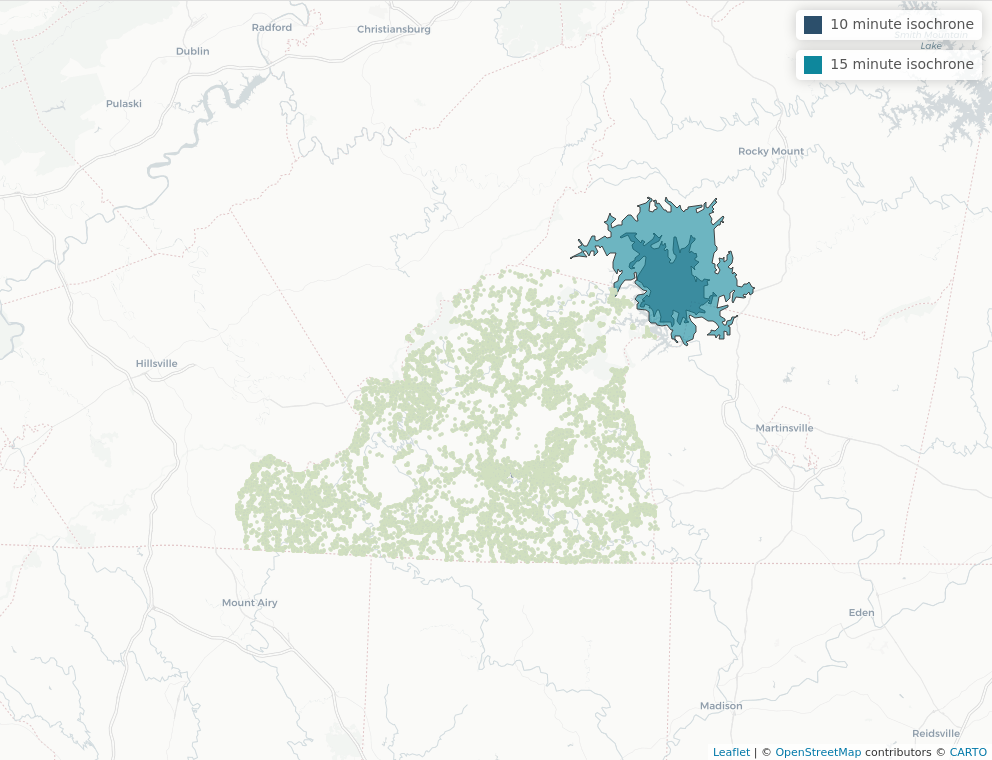 10 minute isochrone
Smith Mountain
Lake
15 minute isochrone
Radford
Christiansburg
Dublin
Pulaski
Rocky Mount
Hillsville
Martinsville
Mount Airy
Eden
Madison
Reidsville
Leaflet | © OpenStreetMap contributors © CARTO